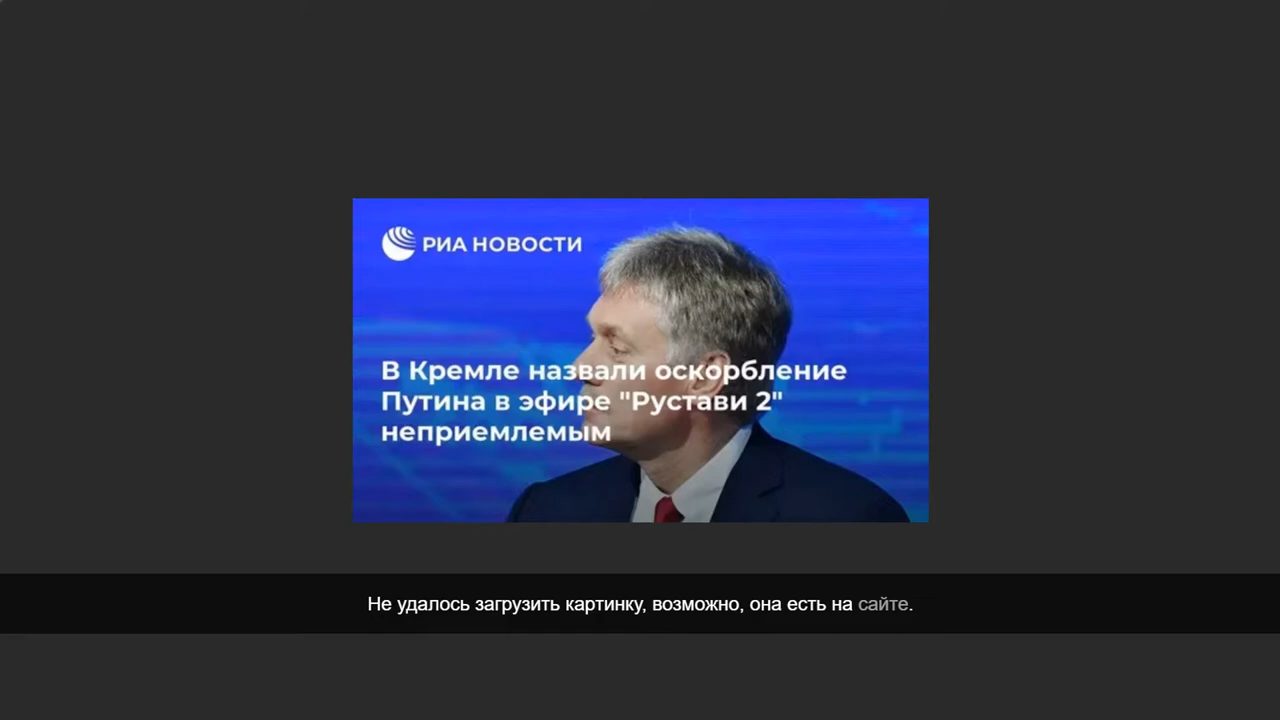 РИА НОВОСТИ
В Кремле назвали оскорбление
Путина в эфире "Рустави 2"
неприемлемым
Не удалось загрузить картинку, возможно, она есть на сайте.